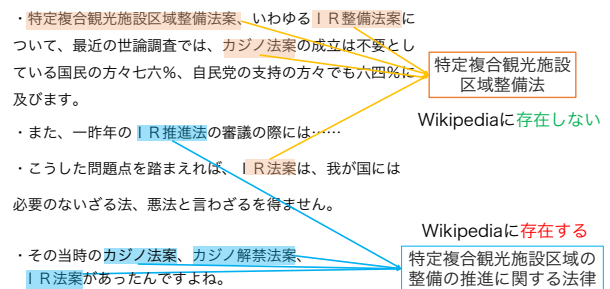 ・特定複合観光施設区域整備法案、いわゆるＩＲ整備法案に
ついて、最近の世論調査では、カジノ法案の成立は不要とし
ている国民の方々七六％、自民党の支持の方々でも六四％に
及びます。
・また、一昨年のＩＲ推進法の審議の際には……
・こうした問題点を踏まえれば、ＩＲ法案は、我が国には
必要のないざる法、悪法と言わざるを得ません。
・その当時のカジノ法案、カジノ解禁法案、
ＩＲ法案があったんですよね。
特定複合観光施設
区域整備法
Wikipediaに存在しない
Wikipediaに存在する
特定複合観光施設区域の
整備の推進に関する法律